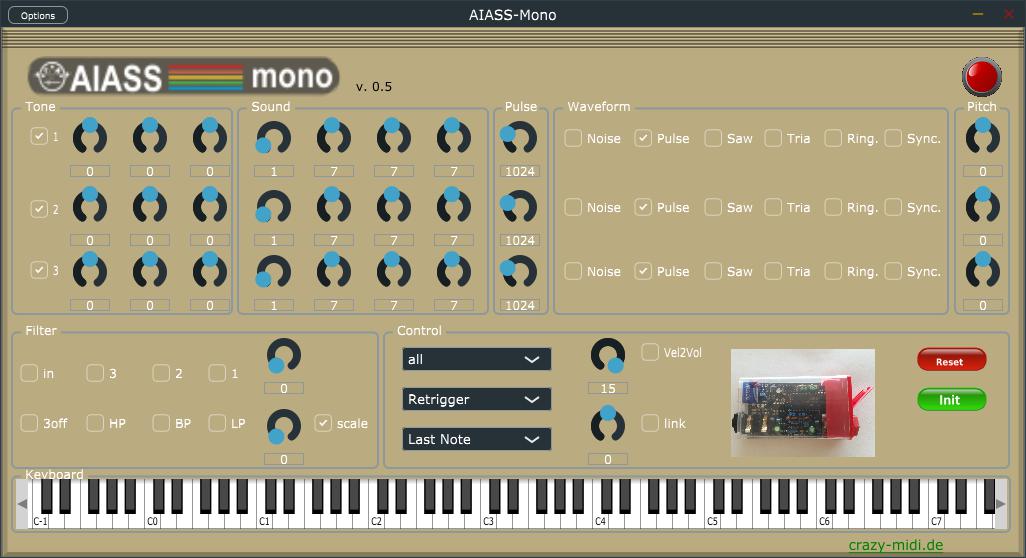 Options
AIASS-Mono
AIASS mono
v. 0.5
Tone Sound Pulse Waveform Pitch
1 Noise Pulse Saw Tria Ring. Sync.
0 0 0 1 7 7 7 1024 0
2 Noise Pulse Saw Tria Ring. Sync.
0 0 0 1 7 7 7 1024 0
3 Noise Pulse Saw Tria Ring. Sync.
0 0 0 1 7 7 7 1024 0
Filter Control
in 3 2 1
0
3off HP BP LP scale
0
all
Retrigger
Last Note
15
Vel2Vol
0
link
Reset
Init
Keyboard
C-1 C0 C1 C2 C3 C4 C5 C6 C7
crazy-midi.de